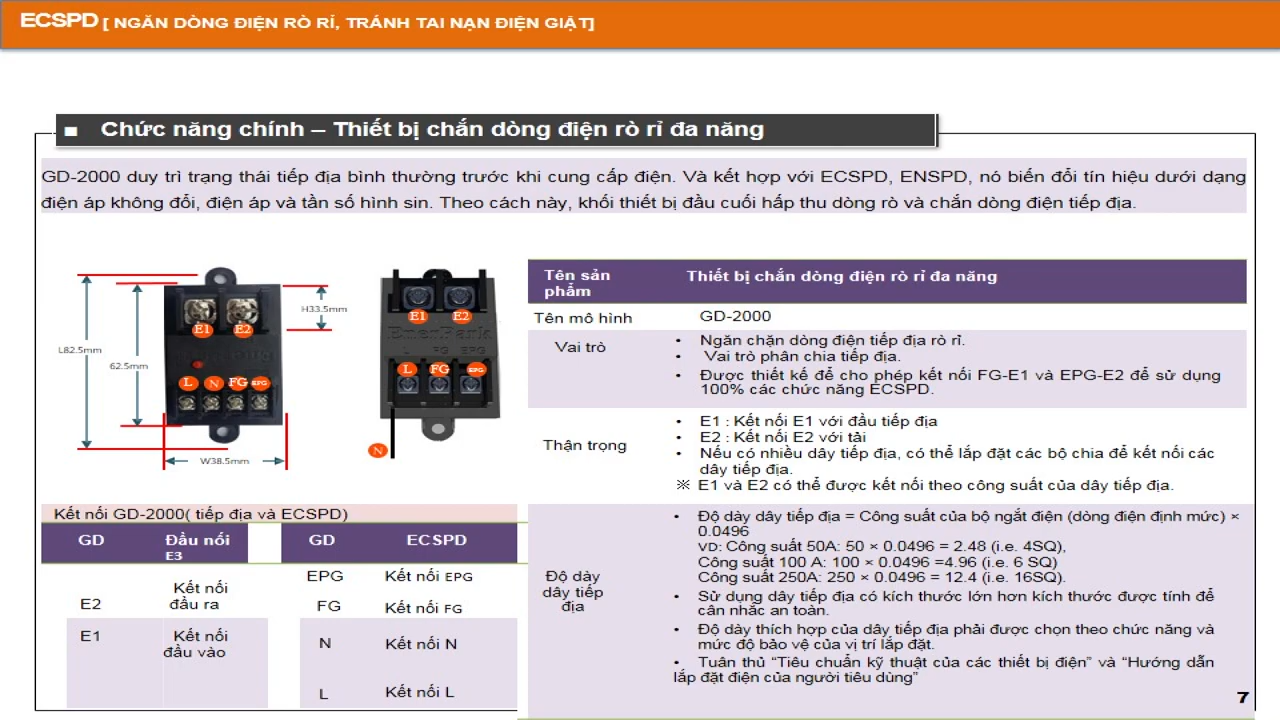 ECSPD [ NGĂN DÒNG ĐIỆN RÒ RỈ, TRÁNH TAI NẠN ĐIỆN GIẬT]
■ Chức năng chính – Thiết bị chắn dòng điện rò rỉ đa năng
GD-2000 duy trì trạng thái tiếp địa bình thường trước khi cung cấp điện. Và kết hợp với ECSPD, ENSPD, nó biến đổi tín hiệu dưới dạng
điện áp không đổi, điện áp và tần số hình sin. Theo cách này, khối thiết bị đầu cuối hấp thu dòng rò và chắn dòng điện tiếp địa.
L82.5mm
62.5mm
H33.5mm
W38.5mm
E1 E2
L N FG EPG
E1 E2
EnerPark
L FG EPG
L FG EPG
N
Tên sản
phẩm
Thiết bị chắn dòng điện rò rỉ đa năng
Tên mô hình
GD-2000
Vai trò
• Ngăn chặn dòng điện tiếp địa rò rỉ.
• Vai trò phân chia tiếp địa.
• Được thiết kế để cho phép kết nối FG-E1 và EPG-E2 để sử dụng
100% các chức năng ECSPD.
Thận trọng
• E1 : Kết nối E1 với đầu tiếp địa
• E2 : Kết nối E2 với tải
• Nếu có nhiều dây tiếp địa, có thể lắp đặt các bộ chia để kết nối các
dây tiếp địa.
※ E1 và E2 có thể được kết nối theo công suất của dây tiếp địa.
Độ dày
dây tiếp
địa
• Độ dày dây tiếp địa = Công suất của bộ ngắt điện (dòng điện định mức) ×
0.0496
VD: Công suất 50A: 50 × 0.0496 = 2.48 (i.e. 4SQ),
Công suất 100 A: 100 × 0.0496 =4.96 (i.e. 6 SQ)
Công suất 250A: 250 × 0.0496 = 12.4 (i.e. 16SQ).
• Sử dụng dây tiếp địa có kích thước lớn hơn kích thước được tính để
cân nhắc an toàn.
• Độ dày thích hợp của dây tiếp địa phải được chọn theo chức năng và
mức độ bảo vệ của vị trí lắp đặt.
• Tuân thủ “Tiêu chuẩn kỹ thuật của các thiết bị điện” và “Hướng dẫn
lắp đặt điện của người tiêu dùng”
Kết nối GD-2000( tiếp địa và ECSPD)
GD
Đầu nối
E3
E2
Kết nối
đầu ra
E1
Kết nối
đầu vào
GD ECSPD
EPG Kết nối EPG
FG Kết nối FG
N Kết nối N
L Kết nối L
7